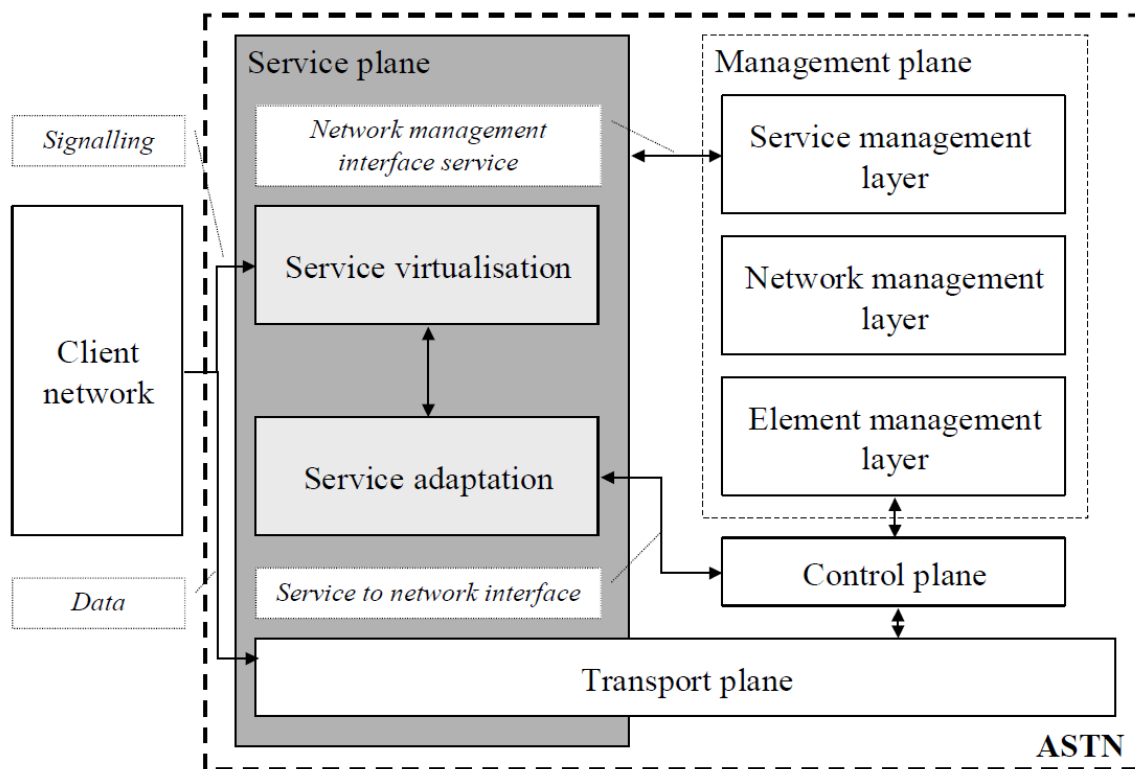 Service plane
Management plane
Signalling
Network management
interface service
Service management
layer
Service virtualisation
Network management
layer
Client
network
Service adaptation
Element management
layer
Data
Service to network interface
Control plane
Transport plane
ASTN